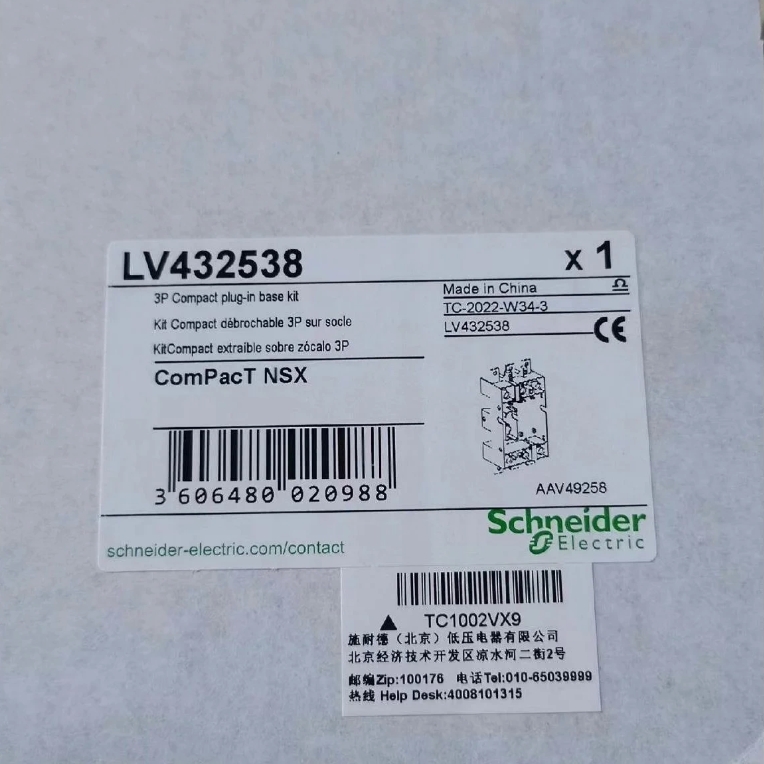 LV432538 x 1
3P Compact plug-in base kit
Kit Compact débrochable 3P sur socle
KitCompact extraíble sobre zócalo 3P
ComPacT NSX
Made in China
TC-2022-W34-3
LV432538
CE
3 606480 020988
AAV49258
schneider-electric.com/contact
Schneider
Electric
TC1002VX9
施耐德（北京）低压电器有限公司
北京经济技术开发区凉水河二街2号
邮编Zip:100176 电话Tel:010-65039999
热线 Help Desk:4008101315